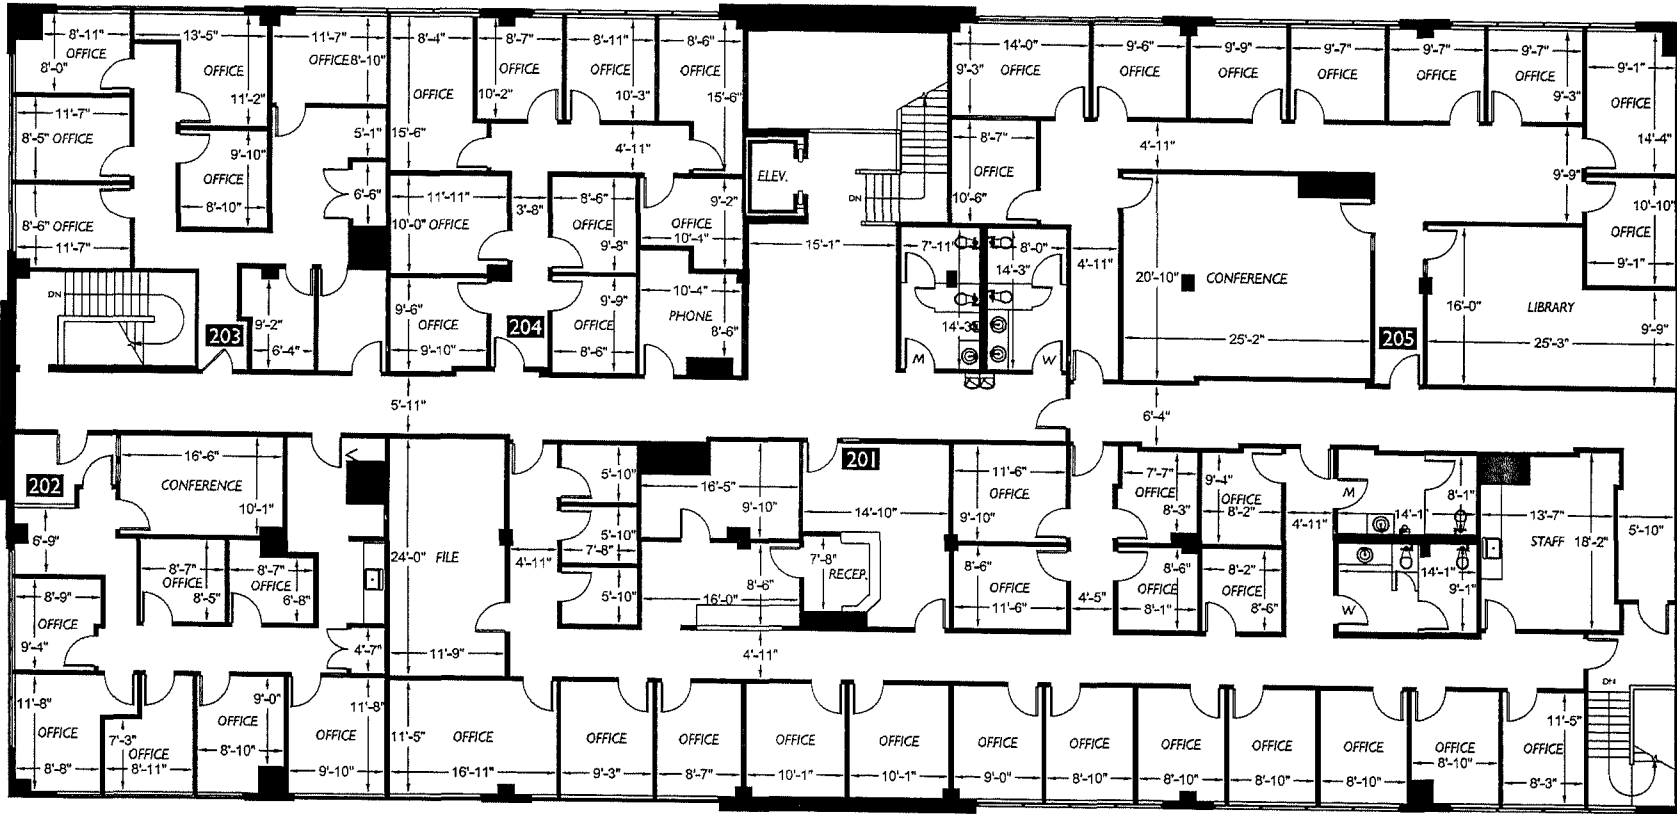 8'-11"
OFFICE
8'-0"
13'-5"
OFFICE
11'-2"
11'-7"
OFFICE
8'-10"
8'-4"
OFFICE
15'-6"
8'-7"
OFFICE
10'-2"
8'-11"
OFFICE
10'-3"
8'-6"
OFFICE
15'-6"
14'-0"
9'-3"
OFFICE
9'-6"
OFFICE
9'-9"
OFFICE
9'-7"
OFFICE
9'-7"
OFFICE
9'-7"
OFFICE
9'-3"
9'-1"
OFFICE
14'-4"
11'-7"
8'-5" OFFICE
9'-10"
OFFICE
8'-10"
5'-1"
6'-6"
4'-11"
ELEV.
DN
8'-7"
OFFICE
10'-6"
4'-11"
9'-9"
8'-6" OFFICE
11'-7"
11'-11"
10'-0" OFFICE
3'-8"
8'-6"
OFFICE
9'-8"
9'-2"
OFFICE
10'-4"
15'-1"
7'-11"
8'-0"
14'-3"
14'-3"
4'-11"
20'-10"
CONFERENCE
25'-2"
10'-10"
OFFICE
9'-1"
DN
203
9'-2"
6'-4"
9'-6"
OFFICE
9'-10"
204
9'-9"
OFFICE
8'-6"
10'-4"
PHONE
8'-6"
M
W
205
16'-0"
LIBRARY
25'-3"
9'-9"
5'-11"
6'-4"
202
16'-6"
CONFERENCE
10'-1"
6'-9"
24'-0" FILE
11'-9"
4'-11"
5'-10"
5'-10"
7'-8"
5'-10"
16'-5"
9'-10"
201
14'-10"
7'-8"
RECEP.
8'-6"
16'-0"
4'-11"
11'-6"
OFFICE
9'-10"
8'-6"
OFFICE
11'-6"
4'-5"
7'-7"
OFFICE
8'-3"
8'-6"
OFFICE
8'-1"
9'-4"
OFFICE
8'-2"
8'-2"
OFFICE
8'-6"
4'-11"
M
8'-1"
14'-1"
14'-1"
9'-1"
W
13'-7"
STAFF
18'-2"
5'-10"
8'-7"
OFFICE
8'-5"
8'-7"
OFFICE
6'-8"
8'-9"
OFFICE
9'-4"
4'-7"
11'-8"
OFFICE
8'-8"
7'-3"
OFFICE
8'-11"
9'-0"
OFFICE
8'-10"
11'-8"
OFFICE
9'-10"
11'-5"
OFFICE
16'-11"
OFFICE
9'-3"
OFFICE
8'-7"
OFFICE
10'-1"
OFFICE
10'-1"
OFFICE
9'-0"
OFFICE
8'-10"
OFFICE
8'-10"
OFFICE
8'-10"
OFFICE
8'-10"
OFFICE
8'-10"
11'-5"
OFFICE
8'-3"
DN